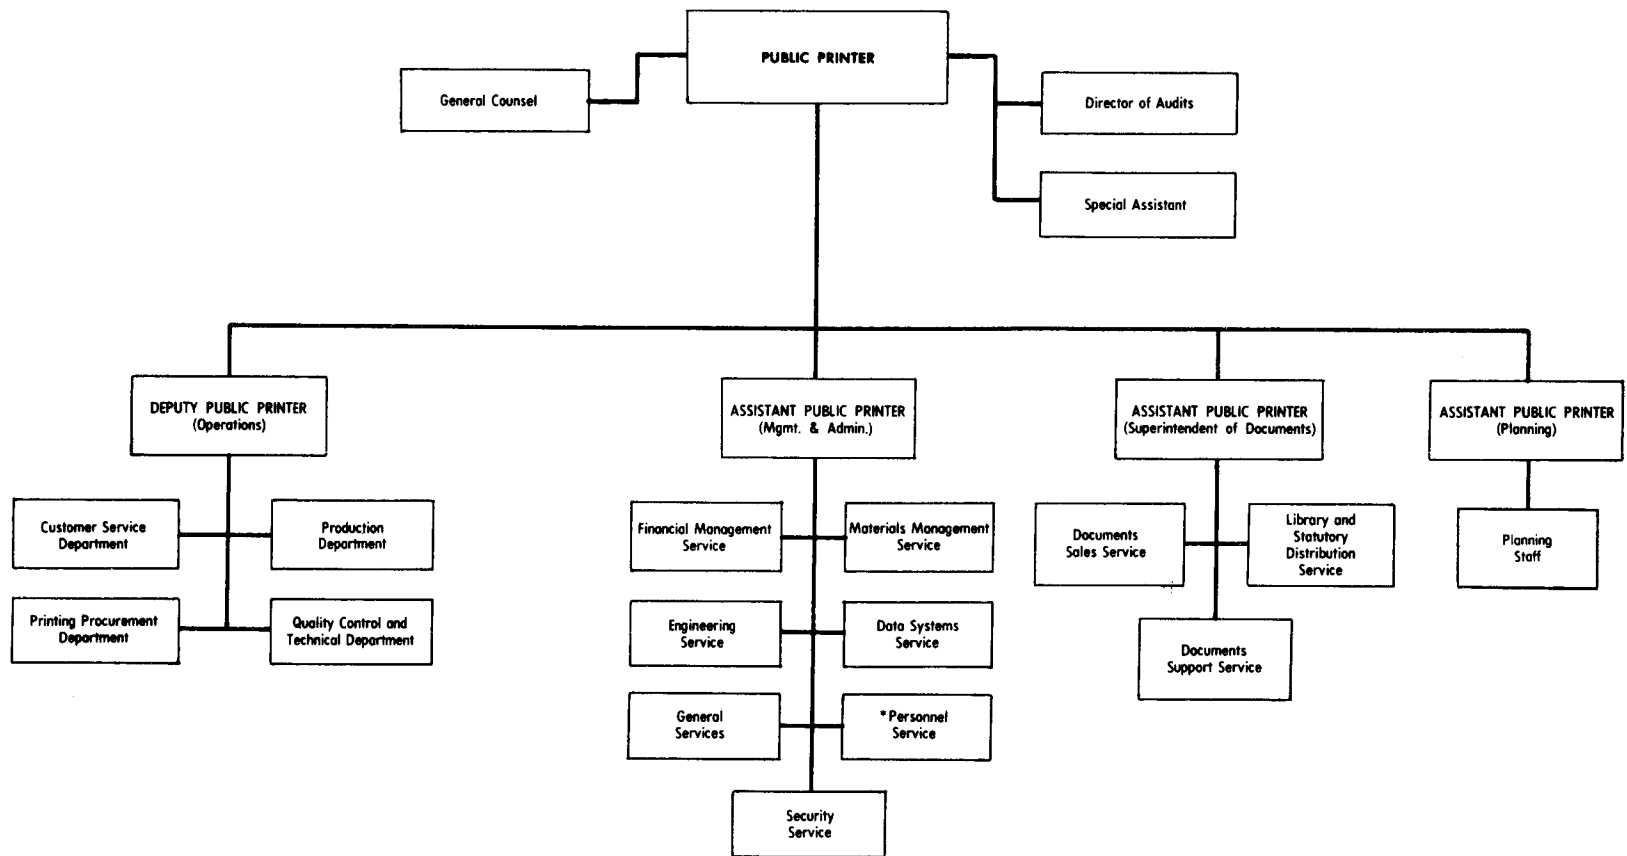 PUBLIC PRINTER
General Counsel
Director of Audits
Special Assistant
DEPUTY PUBLIC PRINTER
(Operations)
ASSISTANT PUBLIC PRINTER
(Mgmt. & Admin.)
ASSISTANT PUBLIC PRINTER
(Superintendent of Documents)
ASSISTANT PUBLIC PRINTER
(Planning)
Customer Service
Department
Production
Department
Printing Procurement
Department
Quality Control and
Technical Department
Financial Management
Service
Materials Management
Service
Engineering
Service
Data Systems
Service
General
Services
*Personnel
Service
Security
Service
Documents
Sales Service
Library and
Statutory
Distribution
Service
Documents
Support Service
Planning
Staff